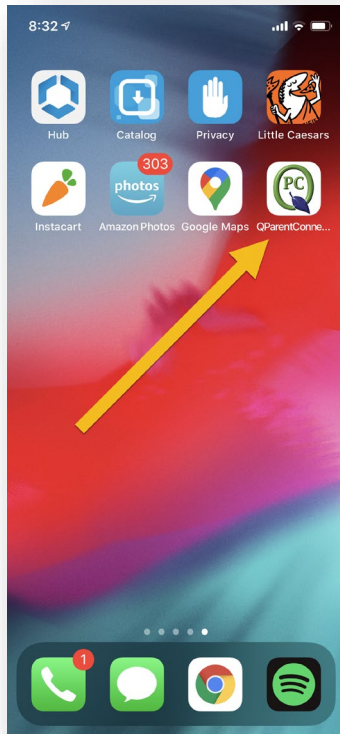 8:32
Hub Catalog Privacy Little Caesars
303
photos
PC
Instacart Amazon Photos Google Maps QParentConne...
1